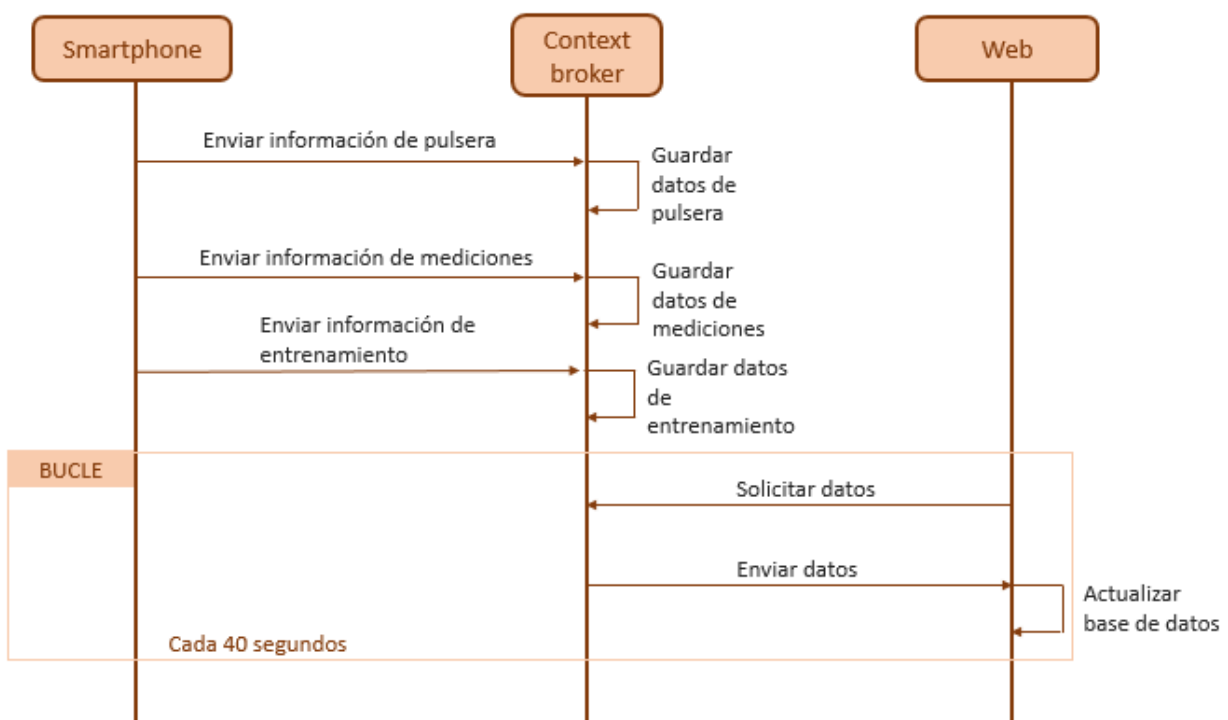 Smartphone
Context
broker
Web
Enviar información de pulsera
Guardar
datos de
pulsera
Enviar información de mediciones
Guardar
datos de
mediciones
Enviar información de
entrenamiento
Guardar datos
de
entrenamiento
BUCLE
Solicitar datos
Enviar datos
Actualizar
base de datos
Cada 40 segundos